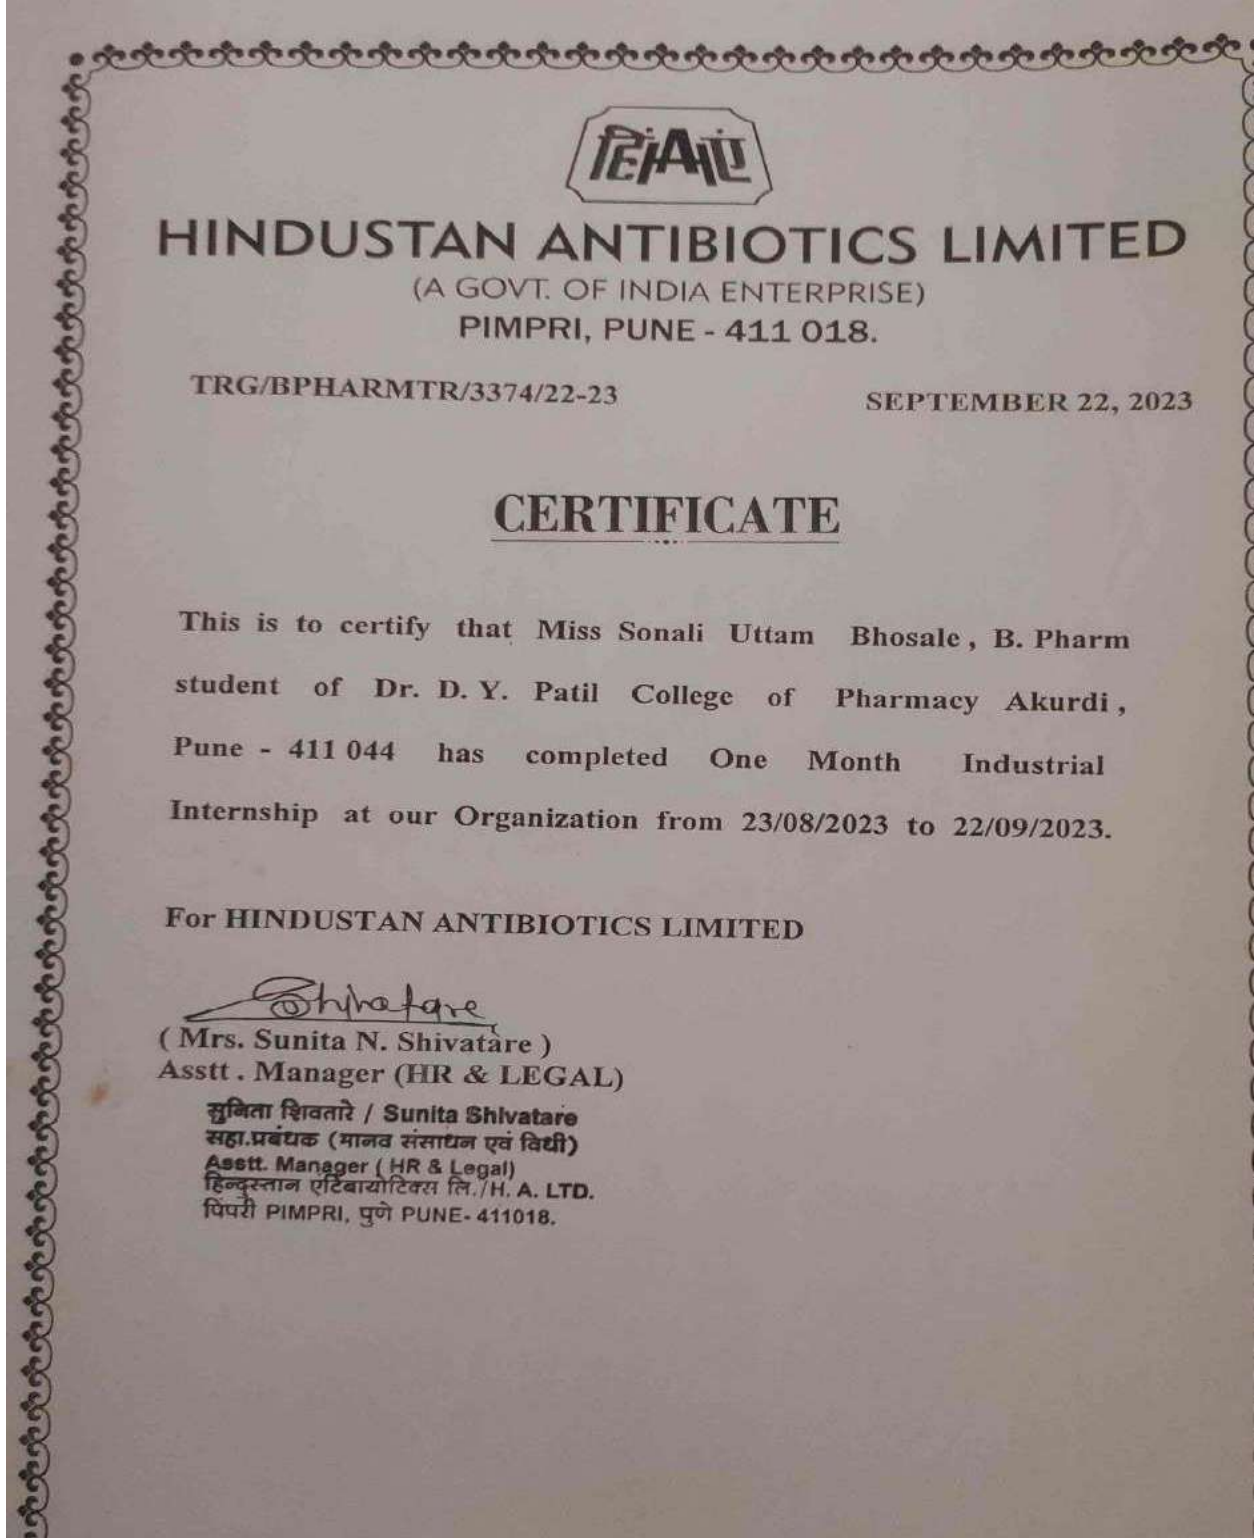 हिंAएं
HINDUSTAN ANTIBIOTICS LIMITED
(A GOVT. OF INDIA ENTERPRISE)
PIMPRI, PUNE - 411 018.
TRG/BPHARMTR/3374/22-23 SEPTEMBER 22, 2023
CERTIFICATE
This is to certify that Miss Sonali Uttam Bhosale, B. Pharm
student of Dr. D. Y. Patil College of Pharmacy Akurdi,
Pune - 411 044 has completed One Month Industrial
Internship at our Organization from 23/08/2023 to 22/09/2023.
For HINDUSTAN ANTIBIOTICS LIMITED
Shivatare
( Mrs. Sunita N. Shivatare )
Asstt. Manager (HR & LEGAL)
सुनिता शिवतारे / Sunita Shivatare
सहा.प्रबंधक (मानव संसाधन एवं विधी)
Asstt. Manager ( HR & Legal)
हिन्दुस्तान एंटिबायोटिक्स लि./H. A. LTD.
पिंपरी PIMPRI, पुणे PUNE- 411018.